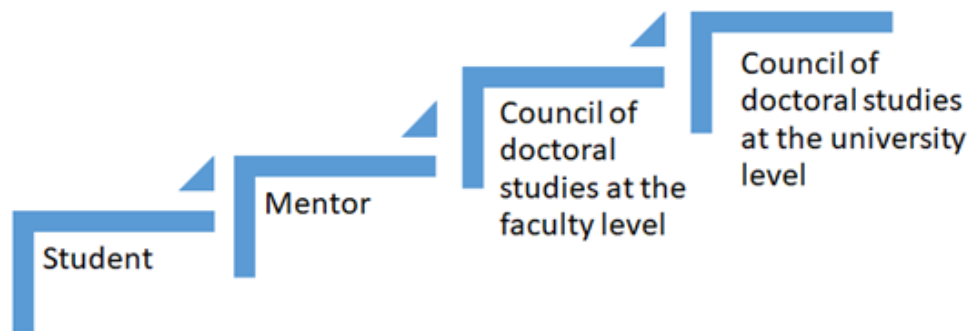 Student
Mentor
Council of
doctoral
studies at the
faculty level
Council of
doctoral studies
at the university
level